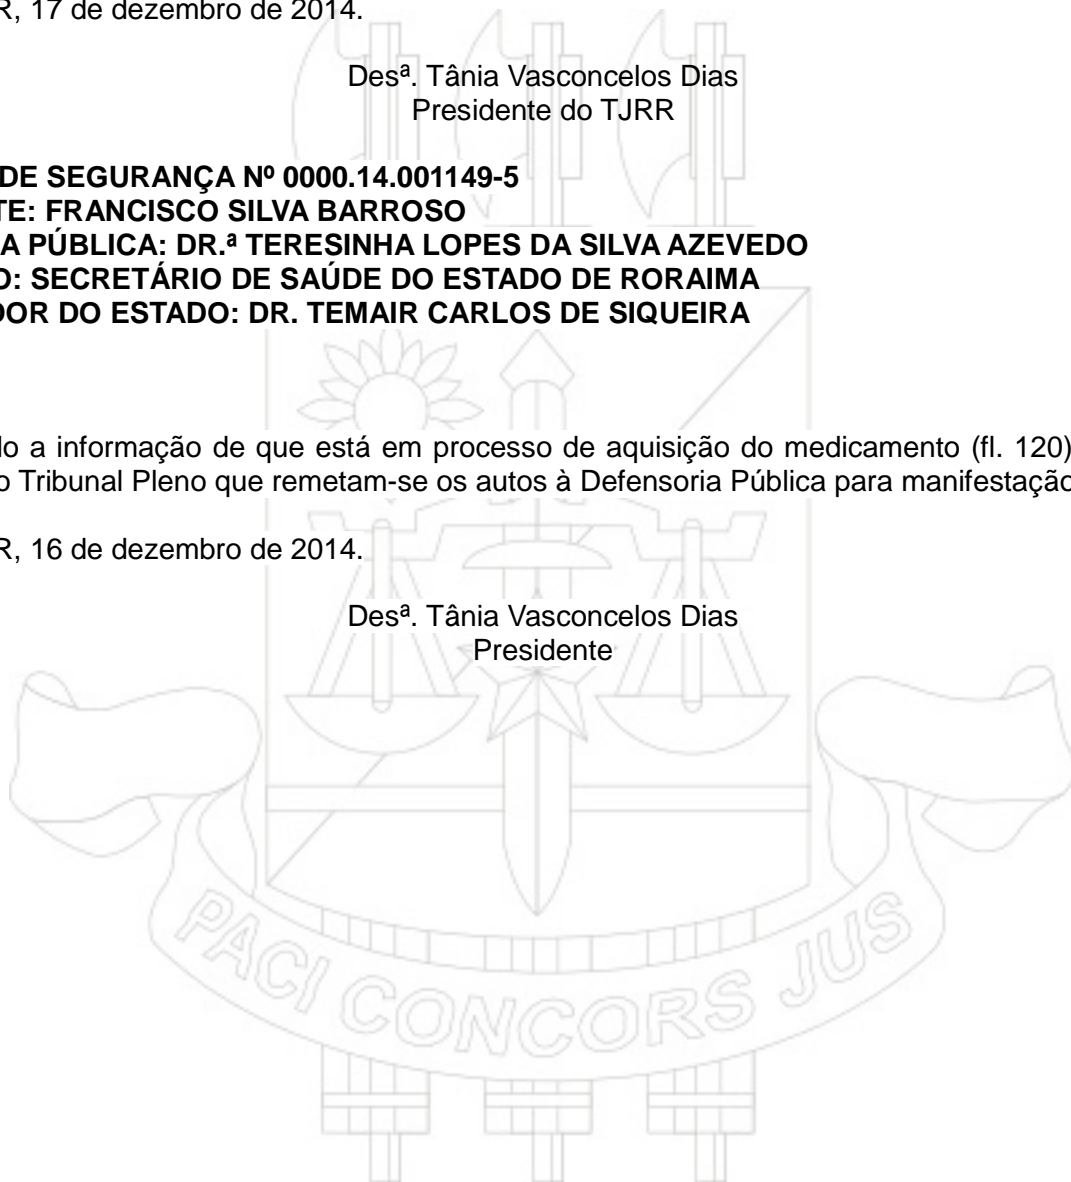 R, 17 de dezembro de 2014.
Desª. Tânia Vasconcelos Dias
Presidente do TJRR
DE SEGURANÇA Nº 0000.14.001149-5
TE: FRANCISCO SILVA BARROSO
A PÚBLICA: DR.ª TERESINHA LOPES DA SILVA AZEVEDO
O: SECRETÁRIO DE SAÚDE DO ESTADO DE RORAIMA
DOR DO ESTADO: DR. TEMAIR CARLOS DE SIQUEIRA
do a informação de que está em processo de aquisição do medicamento (fl. 120)
o Tribunal Pleno que remetam-se os autos à Defensoria Pública para manifestação
R, 16 de dezembro de 2014.
Desª. Tânia Vasconcelos Dias
Presidente
PACI CONCORS JUS